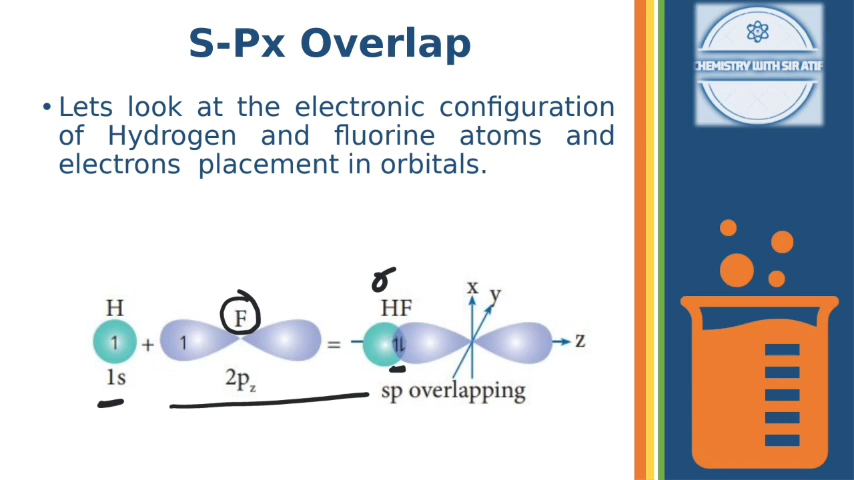 S-Px Overlap
CHEMISTRY WITH SIR ATIF
• Lets look at the electronic configuration
of Hydrogen and fluorine atoms and
electrons placement in orbitals.
σ
H F HF x y
1 + 1 = 1⥮ z
1s 2pz sp overlapping